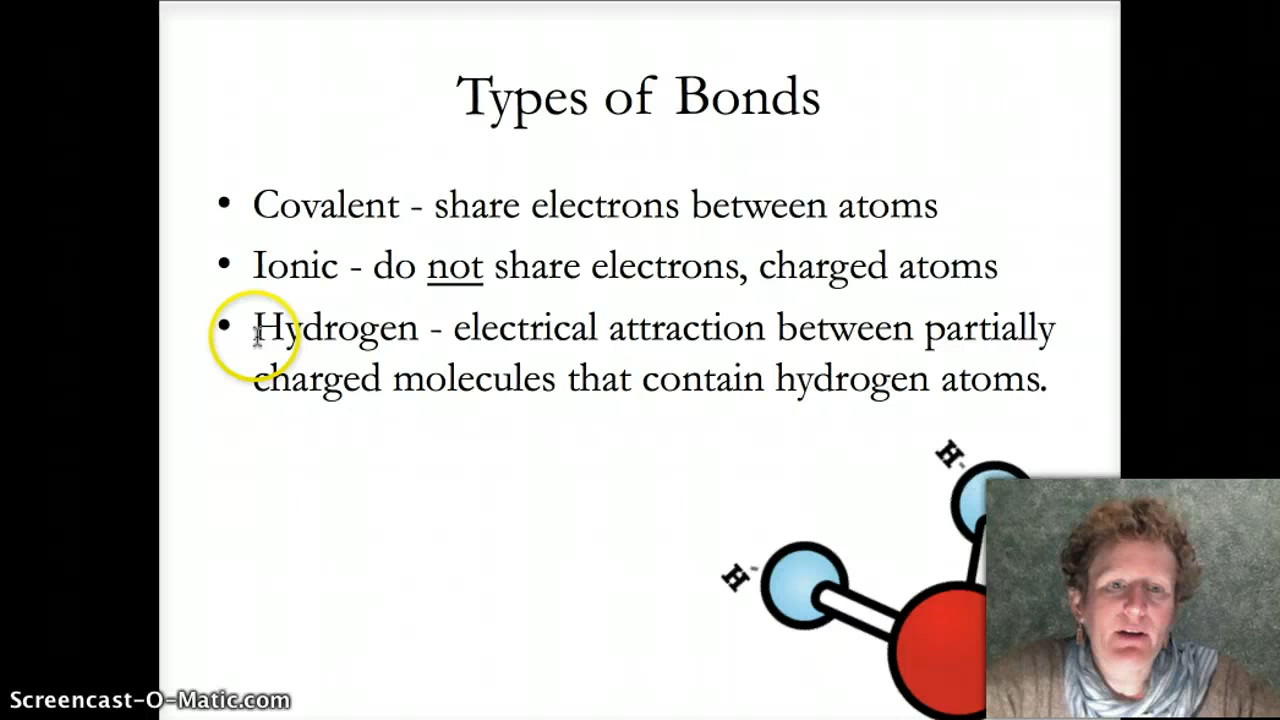 Types of Bonds
• Covalent - share electrons between atoms
• Ionic - do not share electrons, charged atoms
• Hydrogen - electrical attraction between partially
charged molecules that contain hydrogen atoms.
H-
H-
Screencast-O-Matic.com